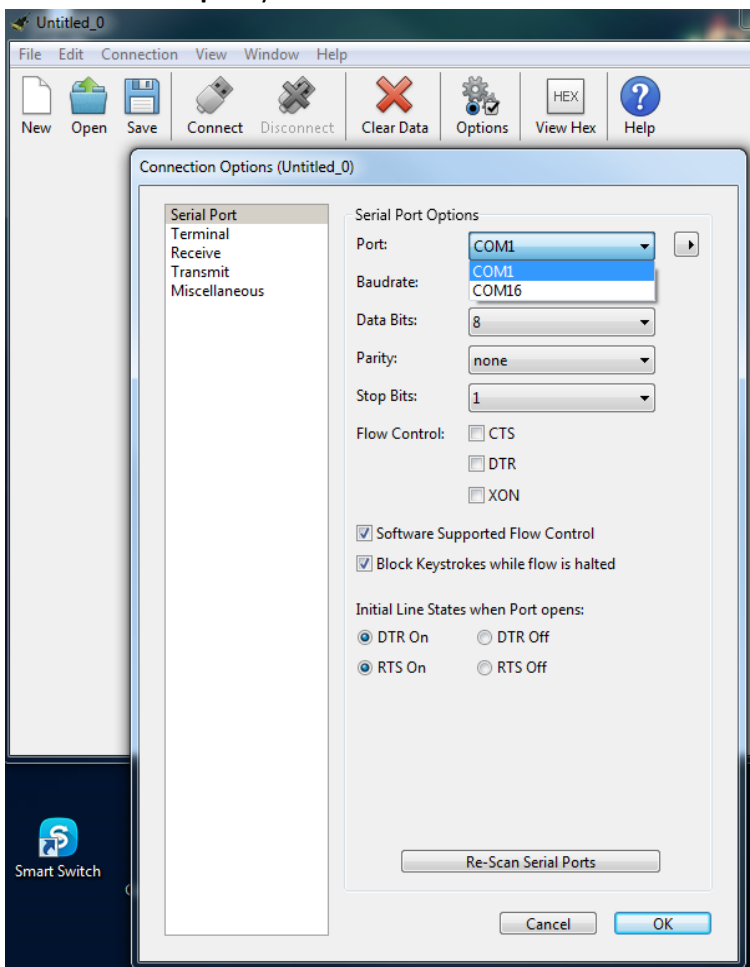 Untitled_0
File Edit Connection View Window Help
New Open Save Connect Disconnect Clear Data Options HEX View Hex ? Help
Connection Options (Untitled_0)
Serial Port
Terminal
Receive
Transmit
Miscellaneous
Serial Port Options
Port: COM1
COM1
COM16
Baudrate:
Data Bits: 8
Parity: none
Stop Bits: 1
Flow Control: CTS
DTR
XON
Software Supported Flow Control
Block Keystrokes while flow is halted
Initial Line States when Port opens:
DTR On DTR Off
RTS On RTS Off
Re-Scan Serial Ports
Cancel OK
S
Smart Switch